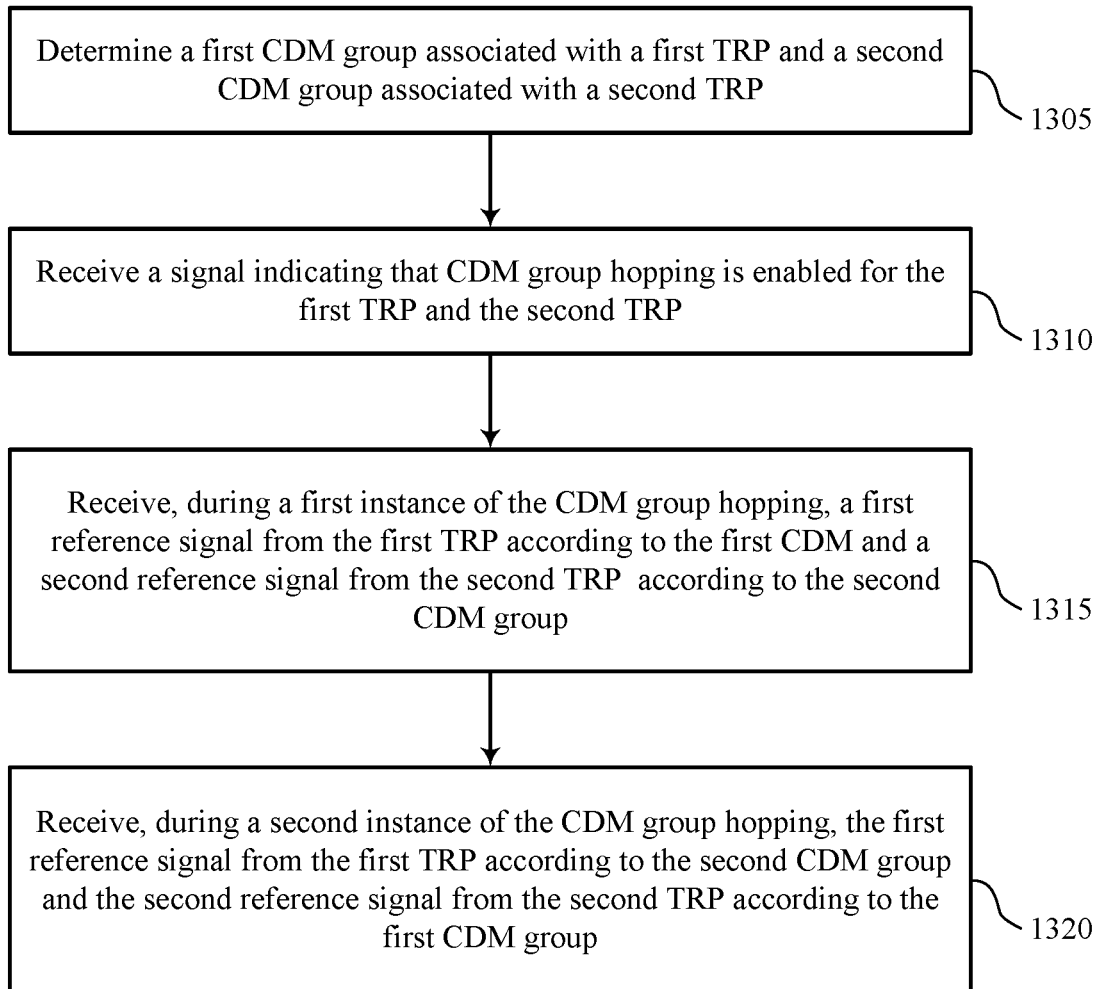 Determine a first CDM group associated with a first TRP and a second
CDM group associated with a second TRP
1305
Receive a signal indicating that CDM group hopping is enabled for the
first TRP and the second TRP
1310
Receive, during a first instance of the CDM group hopping, a first
reference signal from the first TRP according to the first CDM and a
second reference signal from the second TRP according to the second
CDM group
1315
Receive, during a second instance of the CDM group hopping, the first
reference signal from the first TRP according to the second CDM group
and the second reference signal from the second TRP according to the
first CDM group
1320